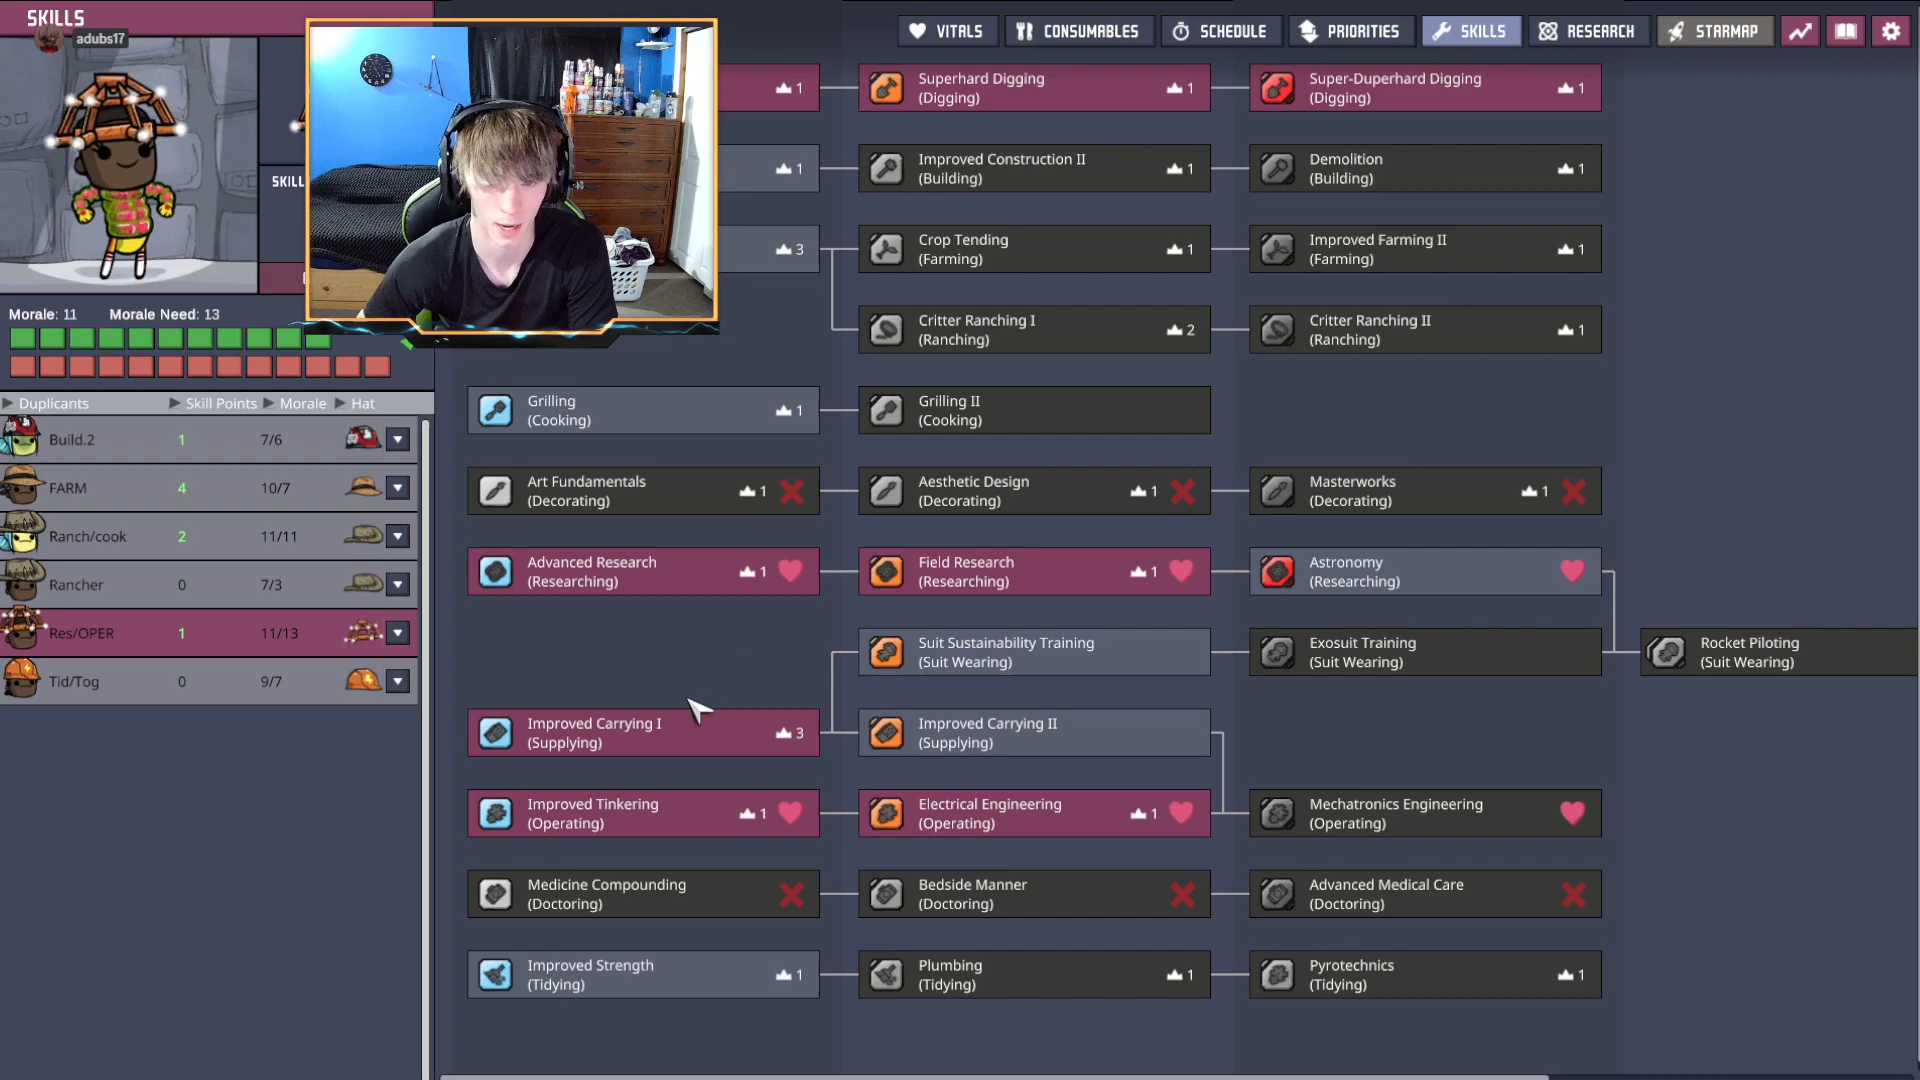 SKILLS
adubs17
VITALS
CONSUMABLES
SCHEDULE
PRIORITIES
SKILLS
RESEARCH
STARMAP
1
Superhard Digging
(Digging)
1
Super-Duperhard Digging
(Digging)
1
1
Improved Construction II
(Building)
1
Demolition
(Building)
1
SKILL
3
Crop Tending
(Farming)
1
Improved Farming II
(Farming)
1
Critter Ranching I
(Ranching)
2
Critter Ranching II
(Ranching)
1
Morale: 11 Morale Need: 13
Duplicants Skill Points Morale Hat
Build.2 1 7/6
FARM 4 10/7
Ranch/cook 2 11/11
Rancher 0 7/3
Res/OPER 1 11/13
Tid/Tog 0 9/7
Grilling
(Cooking)
1
Grilling II
(Cooking)
Art Fundamentals
(Decorating)
1
Aesthetic Design
(Decorating)
1
Masterworks
(Decorating)
1
Advanced Research
(Researching)
1
Field Research
(Researching)
1
Astronomy
(Researching)
Suit Sustainability Training
(Suit Wearing)
Exosuit Training
(Suit Wearing)
Rocket Piloting
(Suit Wearing)
Improved Carrying I
(Supplying)
3
Improved Carrying II
(Supplying)
Improved Tinkering
(Operating)
1
Electrical Engineering
(Operating)
1
Mechatronics Engineering
(Operating)
Medicine Compounding
(Doctoring)
Bedside Manner
(Doctoring)
Advanced Medical Care
(Doctoring)
Improved Strength
(Tidying)
1
Plumbing
(Tidying)
1
Pyrotechnics
(Tidying)
1